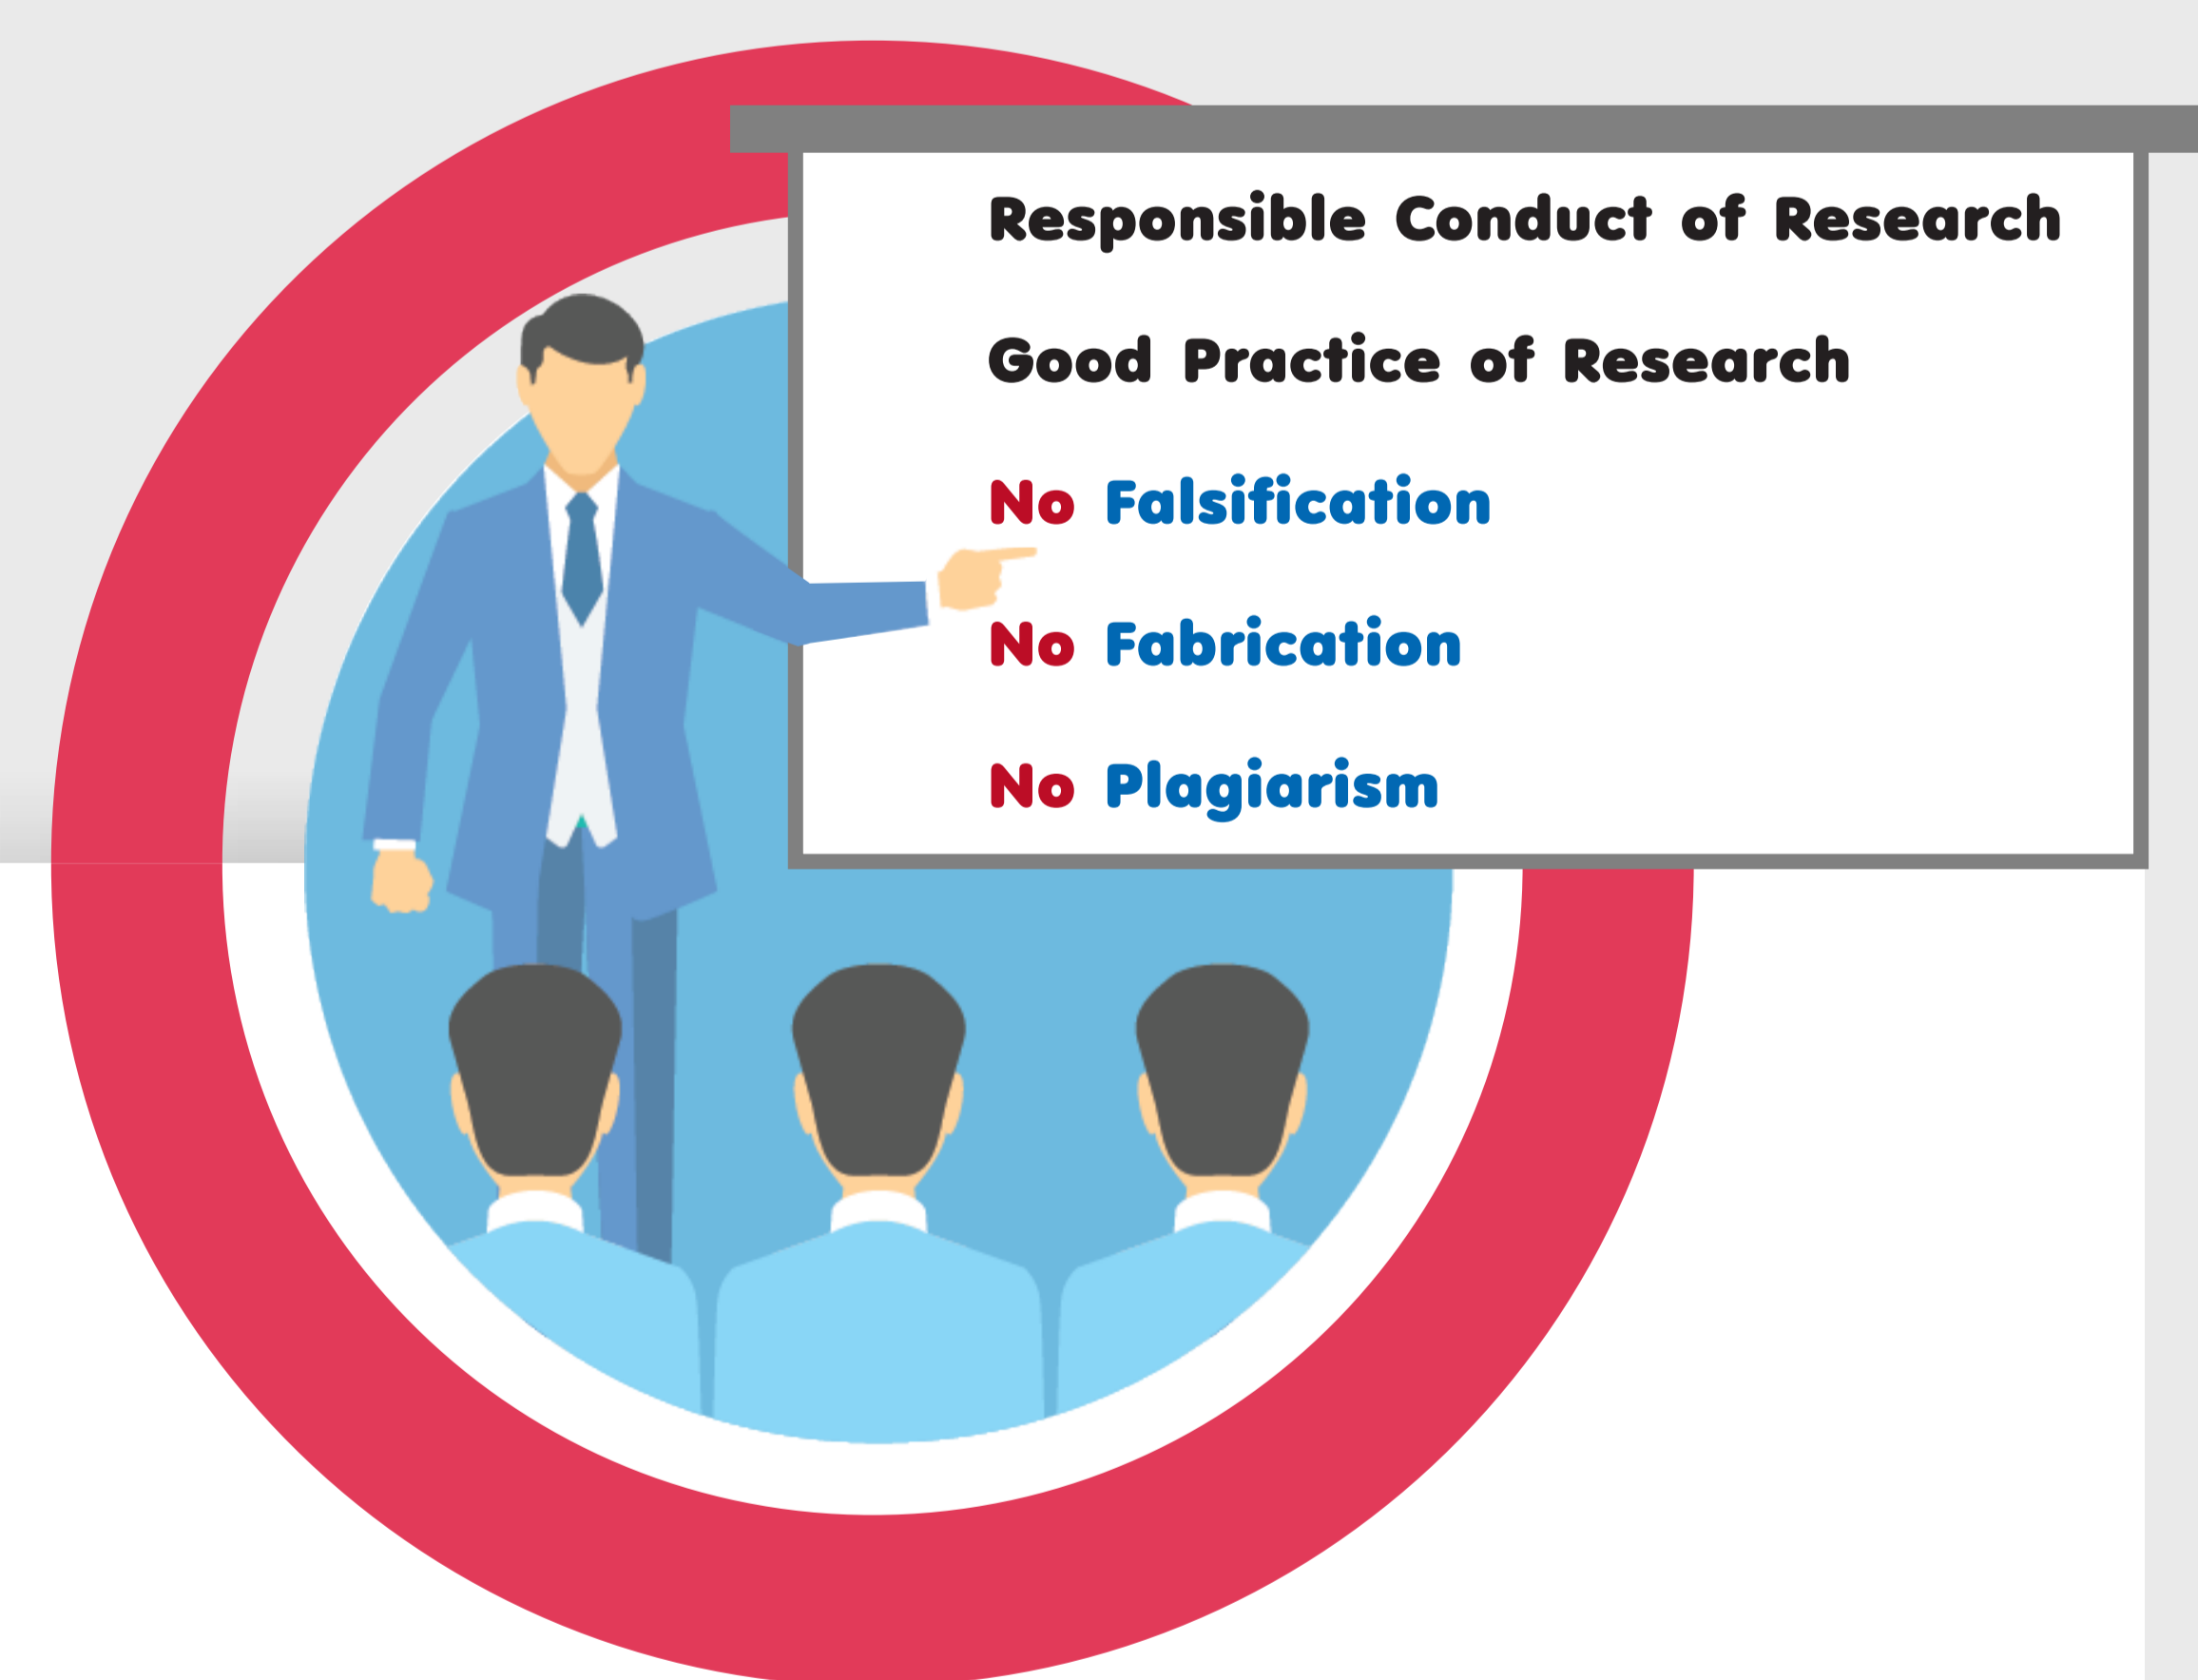 Responsible Conduct of Research
Good Practice of Research
No Falsification
No Fabrication
No Plagiarism